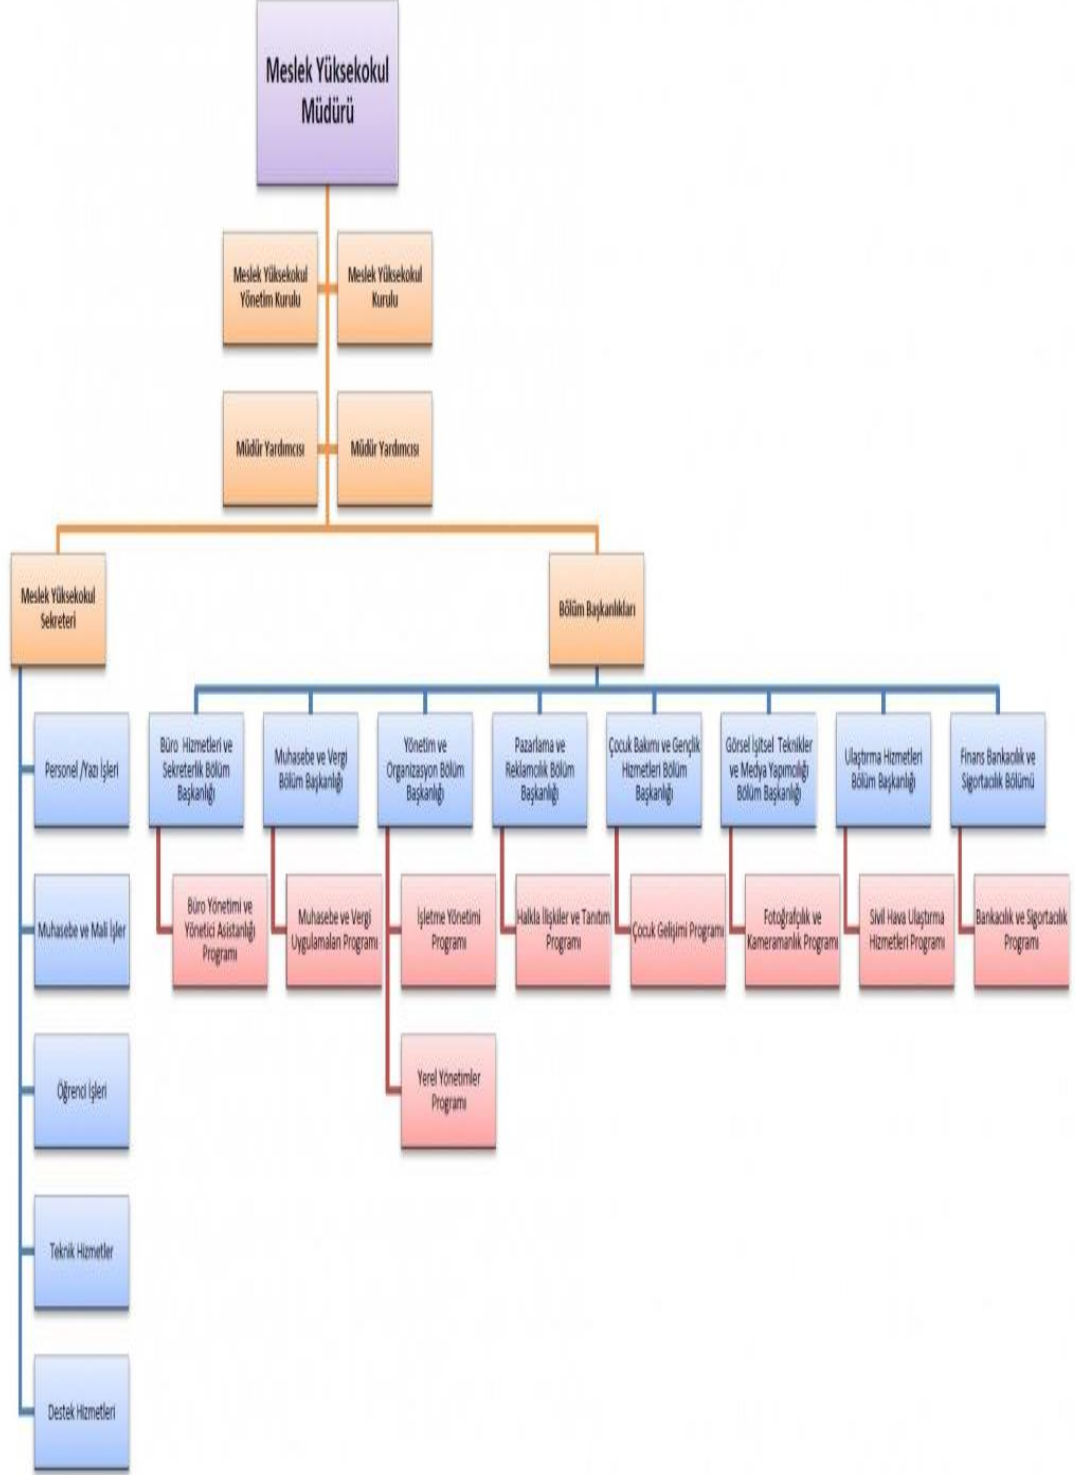 Meslek Yüksekokul
Müdürü
Meslek Yüksekokul
Yönetim Kurulu
Meslek Yüksekokul
Kurulu
Müdür Yardımcısı
Müdür Yardımcısı
Meslek Yüksekokul
Sekreteri
Bölüm Başkanlıkları
Personel /Yazı İşleri
Büro Hizmetleri ve
Sekreterlik Bölüm
Başkanlığı
Muhasebe ve Vergi
Bölüm Başkanlığı
Yönetim ve
Organizasyon Bölüm
Başkanlığı
Pazarlama ve
Reklamcılık Bölüm
Başkanlığı
Çocuk Bakımı ve Gençlik
Hizmetleri Bölüm
Başkanlığı
Görsel İşitsel Teknikler
ve Medya Yapımcılığı
Bölüm Başkanlığı
Ulaştırma Hizmetleri
Bölüm Başkanlığı
Finans Bankacılık ve
Sigortacılık Bölümü
Muhasebe ve Mali İşler
Büro Yönetimi ve
Yönetici Asistanlığı
Programı
Muhasebe ve Vergi
Uygulamaları Programı
İşletme Yönetimi
Programı
Halkla İlişkiler ve Tanıtım
Programı
Çocuk Gelişimi Programı
Fotoğrafçılık ve
Kameramanlık Programı
Sivil Hava Ulaştırma
Hizmetleri Programı
Bankacılık ve Sigortacılık
Programı
Öğrenci İşleri
Yerel Yönetimler
Programı
Teknik Hizmetler
Destek Hizmetleri